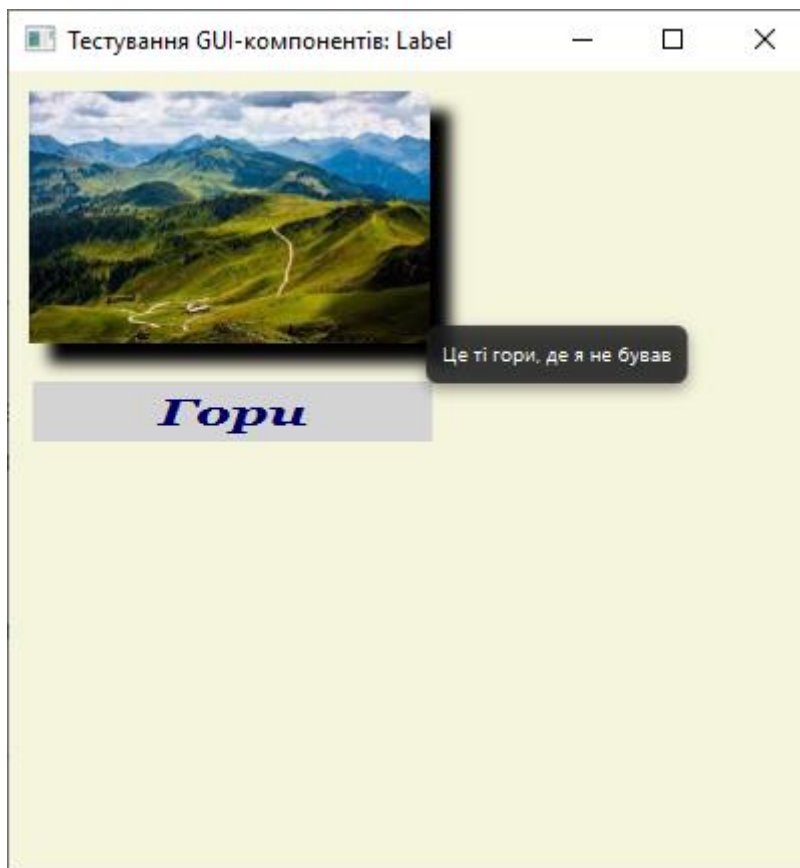 Тестування GUI-компонентів: Label
Це ті гори, де я не бував
Гори